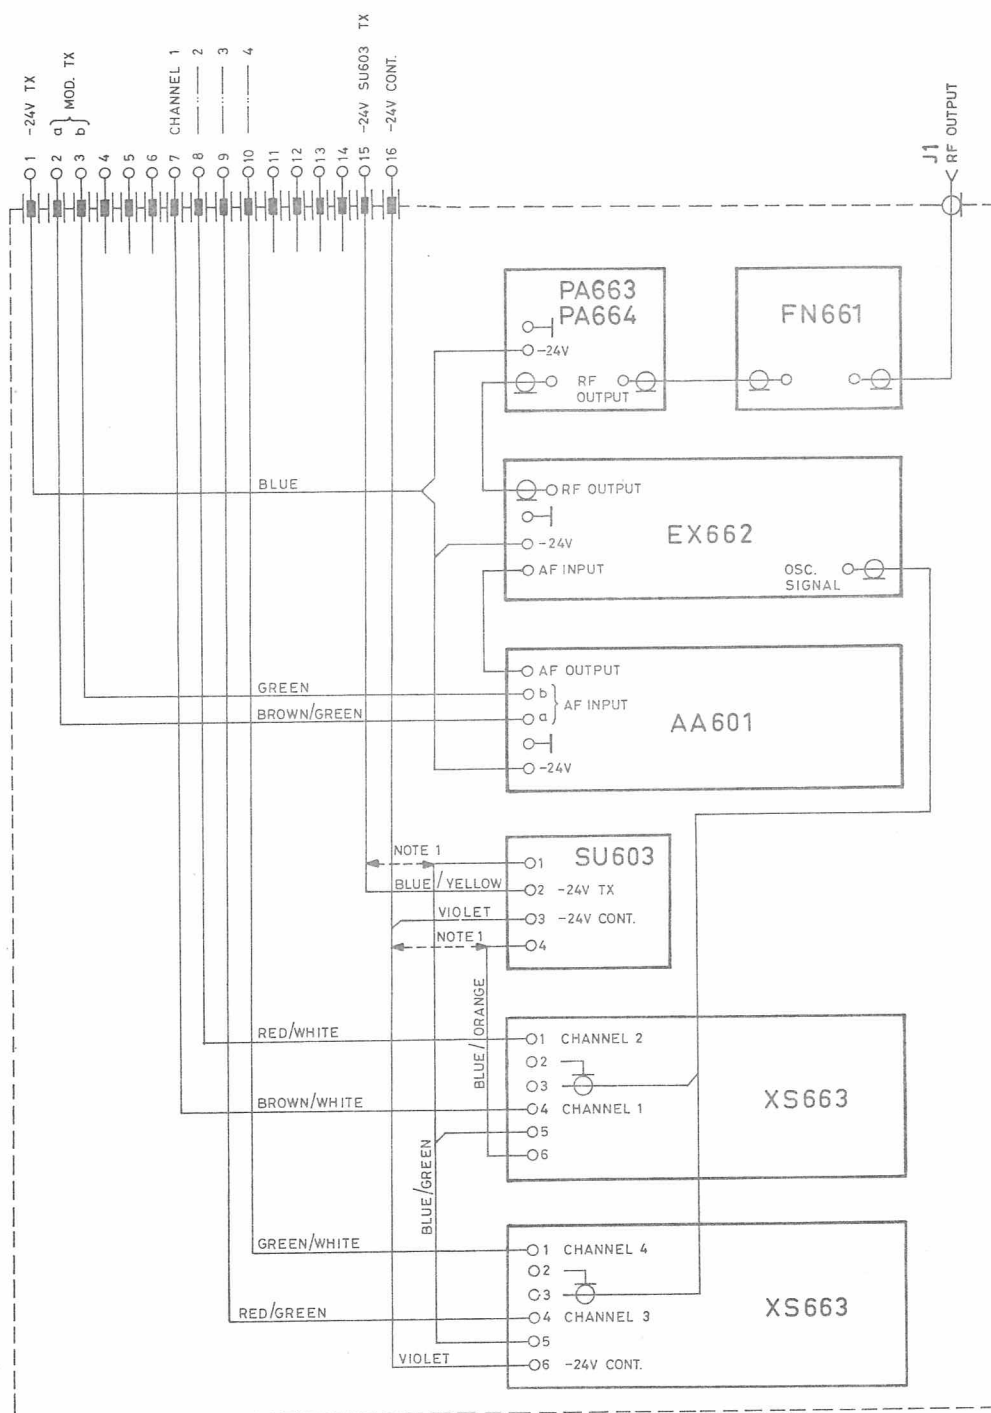 -24V TX
a
b
MOD. TX
CHANNEL 1
—"— 2
—"— 3
—"— 4
-24V SU603 TX
-24V CONT.
1
2
3
4
5
6
7
8
9
10
11
12
13
14
15
16
J1
RF OUTPUT
PA663
PA664
-24V
RF
OUTPUT
FN661
BLUE
RF OUTPUT
EX662
-24V
AF INPUT
OSC.
SIGNAL
AF OUTPUT
GREEN
b
AF INPUT
BROWN/GREEN
a
AA601
-24V
NOTE 1
1
SU603
BLUE/YELLOW
2 -24V TX
VIOLET
3 -24V CONT.
NOTE 1
4
BLUE/ORANGE
RED/WHITE
1 CHANNEL 2
2
3
BROWN/WHITE
4 CHANNEL 1
XS663
5
6
BLUE/GREEN
GREEN/WHITE
1 CHANNEL 4
2
3
XS663
RED/GREEN
4 CHANNEL 3
5
VIOLET
6 -24V CONT.